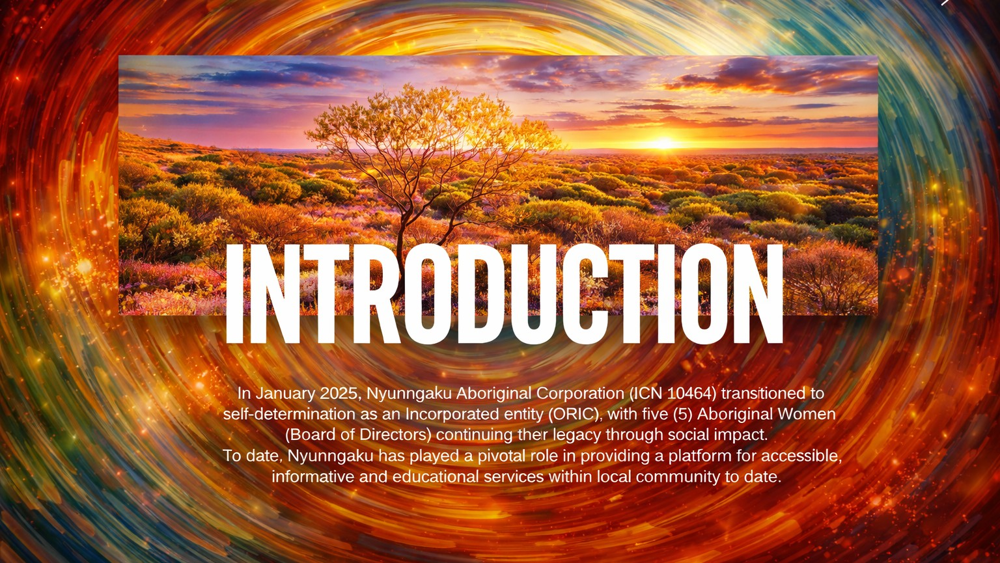 INTRODUCTION
In January 2025, Nyunngaku Aboriginal Corporation (ICN 10464) transitioned to
self-determination as an Incorporated entity (ORIC), with five (5) Aboriginal Women
(Board of Directors) continuing ther legacy through social impact.
To date, Nyunngaku has played a pivotal role in providing a platform for accessible,
informative and educational services within local community to date.